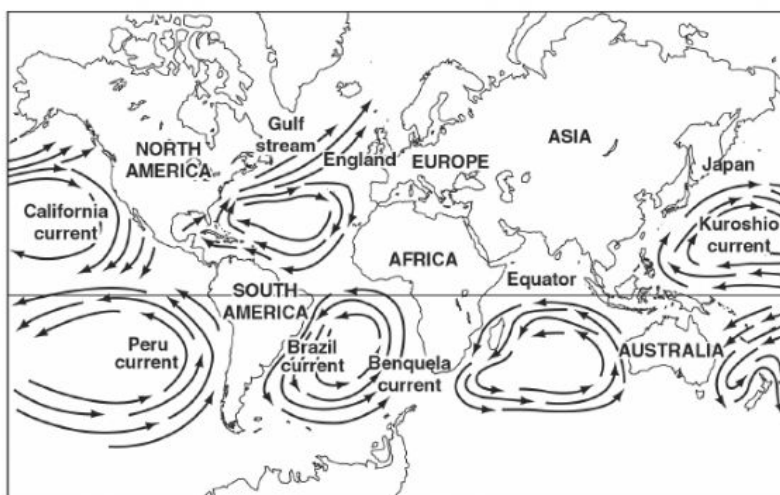 Gulf
stream
NORTH
AMERICA
England
EUROPE
ASIA
Japan
California
current
Kuroshio
current
AFRICA
Equator
SOUTH
AMERICA
Peru
current
Brazil
current
Benquela
current
AUSTRALIA